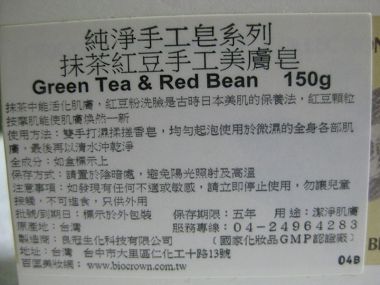 純淨手工皂系列
抹茶紅豆手工美膚皂
Green Tea & Red Bean 150g
抹茶中能活化肌膚，紅豆粉洗臉是古時日本美肌的保養法，紅豆顆粒
按摩肌能使肌膚煥然一新
使用方法：雙手打濕搓搓香皂，均勻起泡使用於微濕的全身各部肌
膚，最後再以清水沖乾淨
全成分：如盒標示上
保存方式：請置於陰暗處，避免陽光照射及高溫
注意事項：如發現有任何不適或敏感，請立即停止使用，勿讓兒童
接觸，不可進食，只供外用
批號/到期日：標示於外包裝 保存期限：五年 用途：潔淨肌膚
原產地：台灣 服務專線：04-24964283
製造商：良冠生化科技有限公司 〔國家化妝品GMP認證廠〕
地址：台灣 台中市大里區仁化工十路13號
百匯美妝網：www.biocrown.com.tw
04B